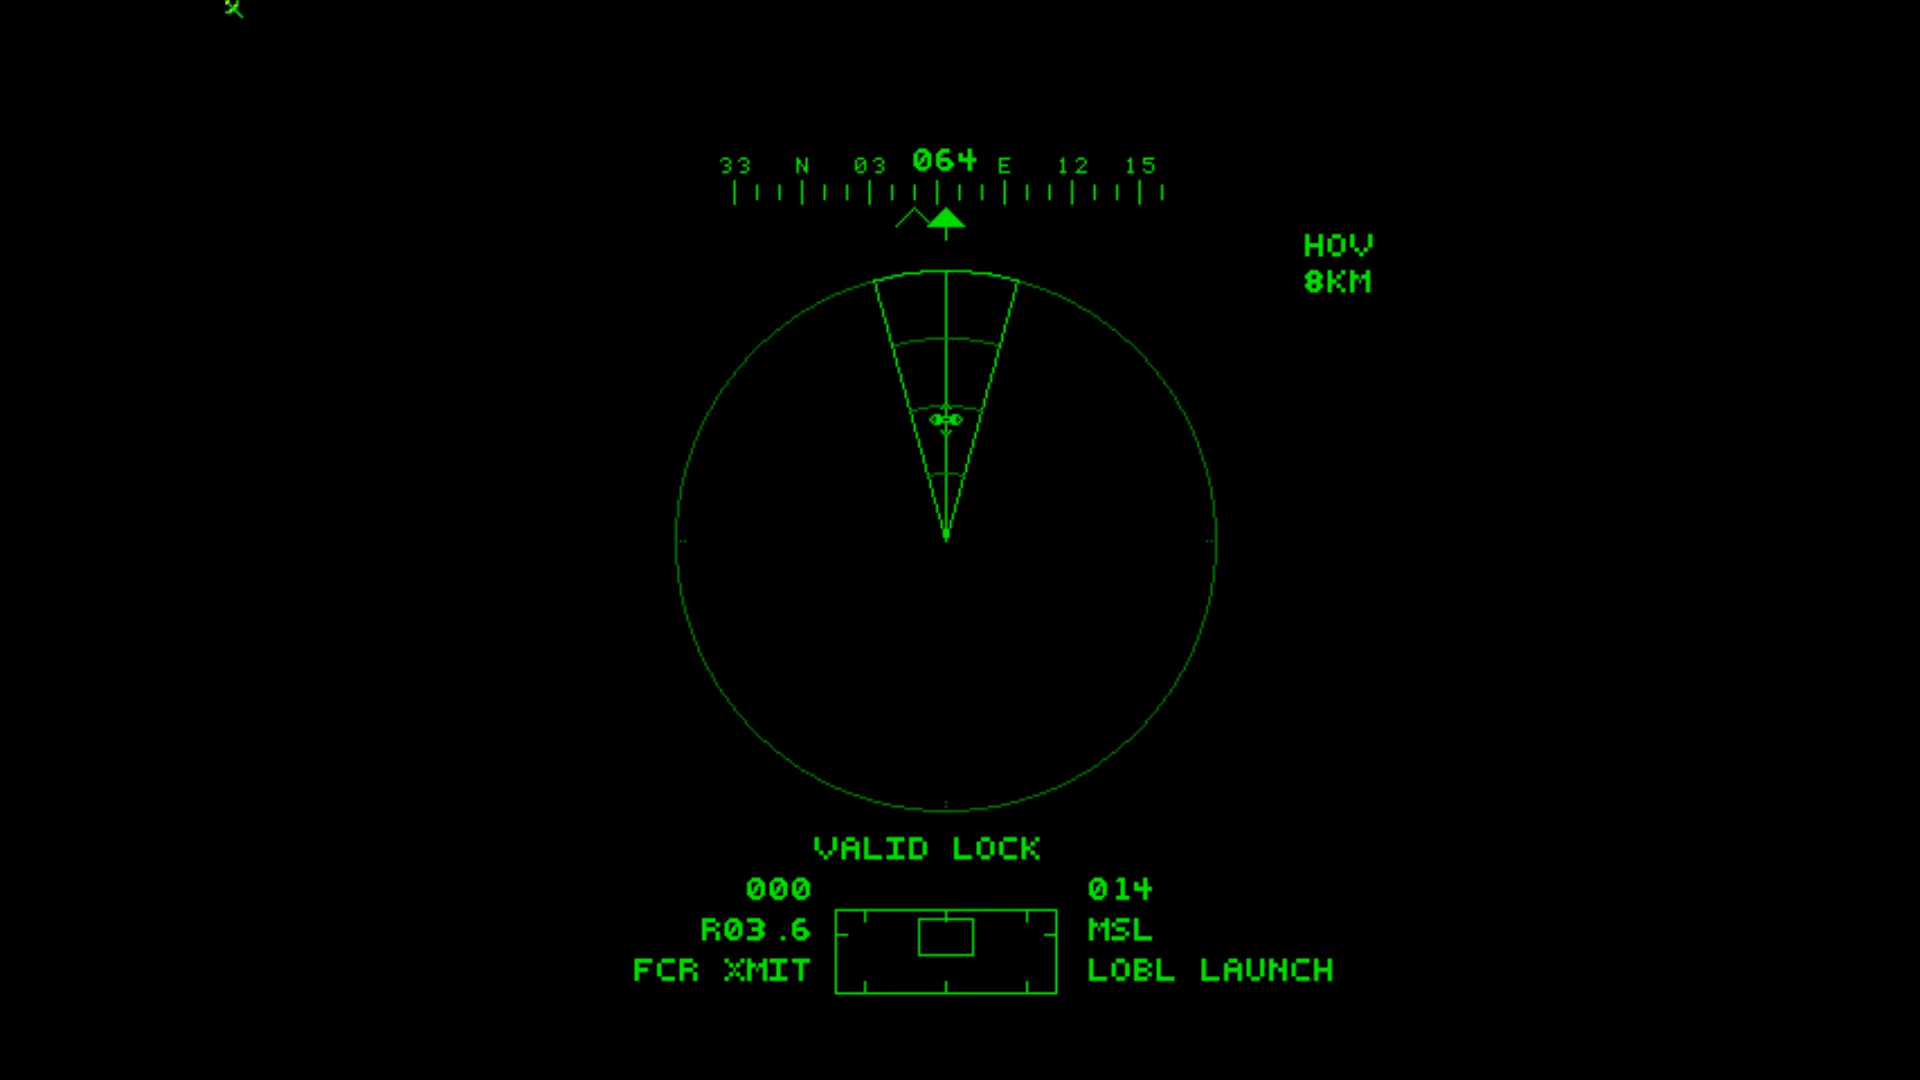 33 N 03 064 E 12 15
HOV
8KM
VALID LOCK
000 014
R03.6 MSL
FCR XMIT LOBL LAUNCH